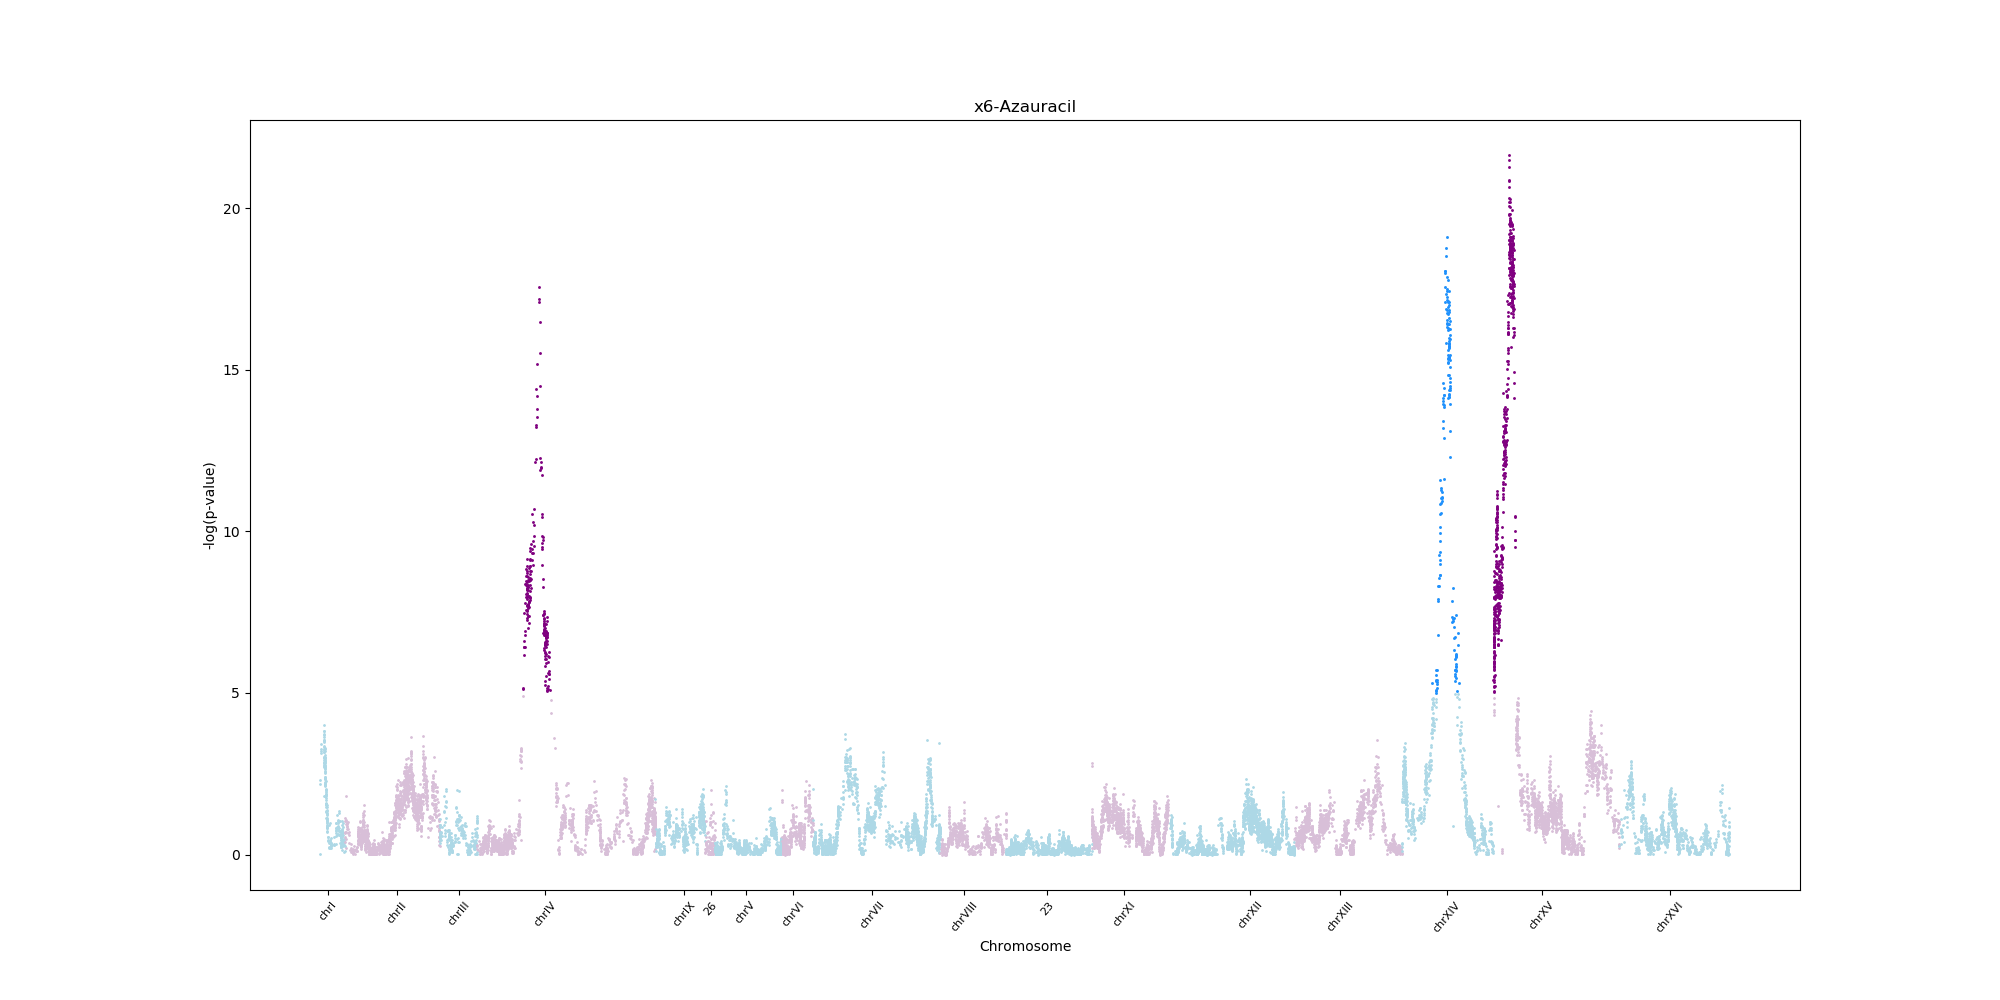 x6-Azauracil
-log(p-value)
20
15
10
5
0
chrI
chrII
chrIII
chrIV
chrIX
26
chrV
chrVI
chrVII
chrVIII
23
chrXI
chrXII
chrXIII
chrXIV
chrXV
chrXVI
Chromosome